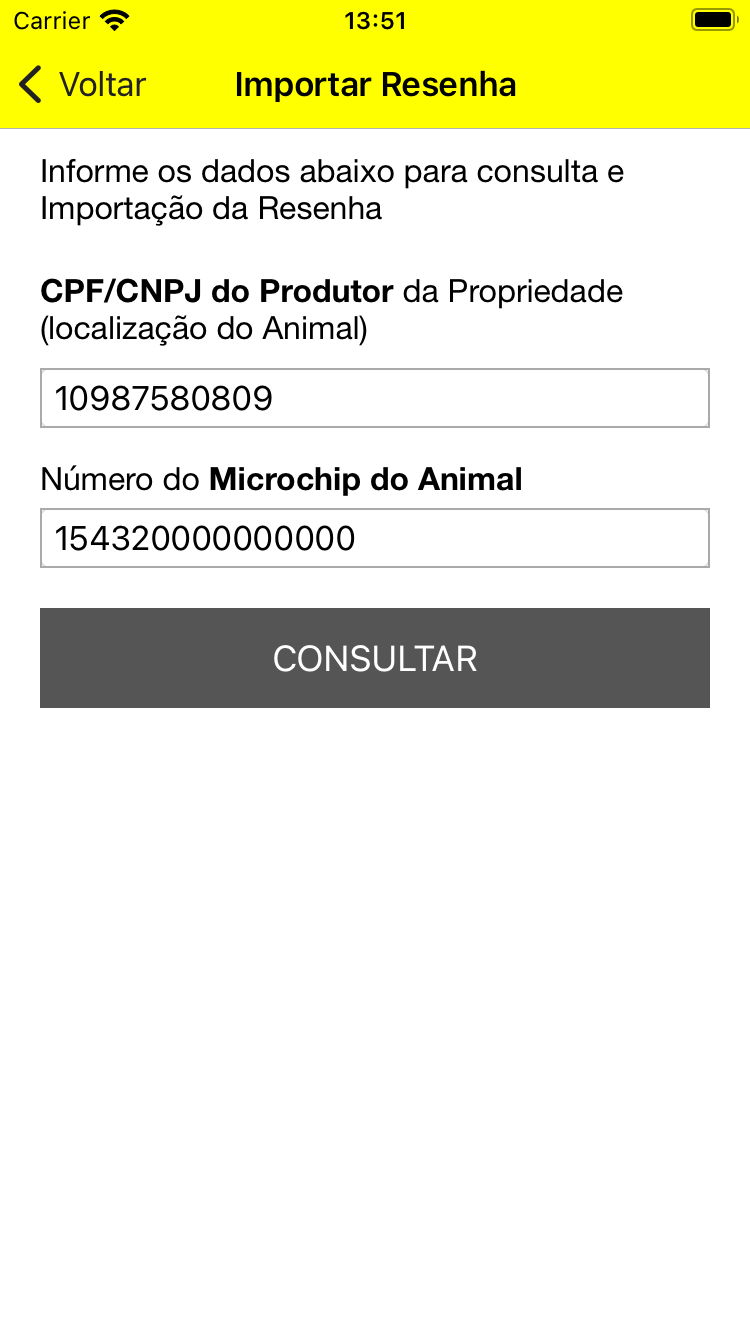 Carrier 13:51
Voltar Importar Resenha
Informe os dados abaixo para consulta e
Importação da Resenha
CPF/CNPJ do Produtor da Propriedade
(localização do Animal)
10987580809
Número do Microchip do Animal
154320000000000
CONSULTAR